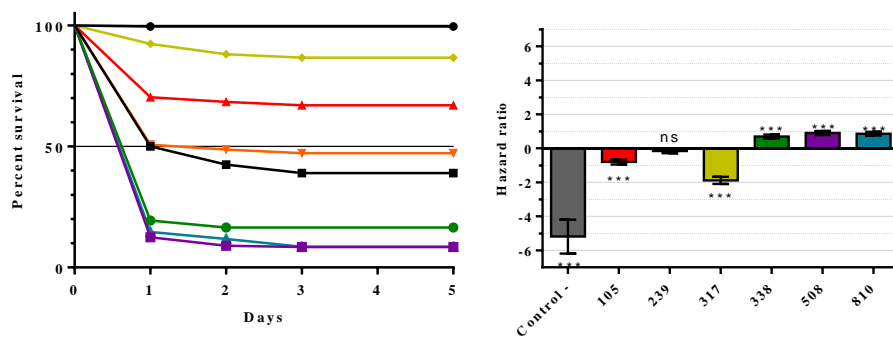 100
50
0
Percent survival
0 1 2 3 4 5
Days
6
4
2
0
-2
-4
-6
Hazard ratio
***
***
ns
***
***
***
***
Control - 105 239 317 338 508 810